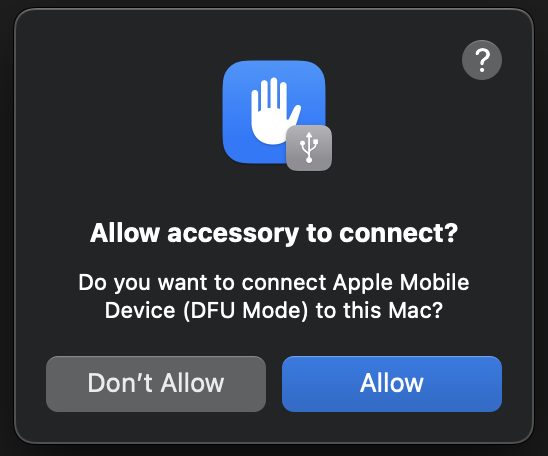 ?
Allow accessory to connect?
Do you want to connect Apple Mobile
Device (DFU Mode) to this Mac?
Don’t Allow
Allow